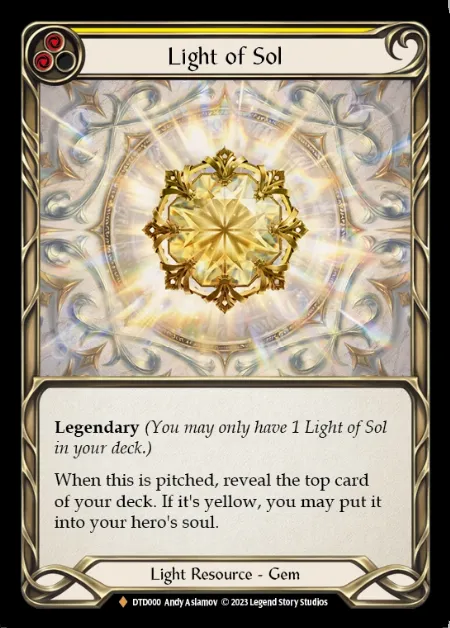 Light of Sol
Legendary (You may only have 1 Light of Sol
in your deck.)
When this is pitched, reveal the top card
of your deck. If it's yellow, you may put it
into your hero's soul.
Light Resource - Gem
DTD000 Andy Aslamov © 2023 Legend Story Studios